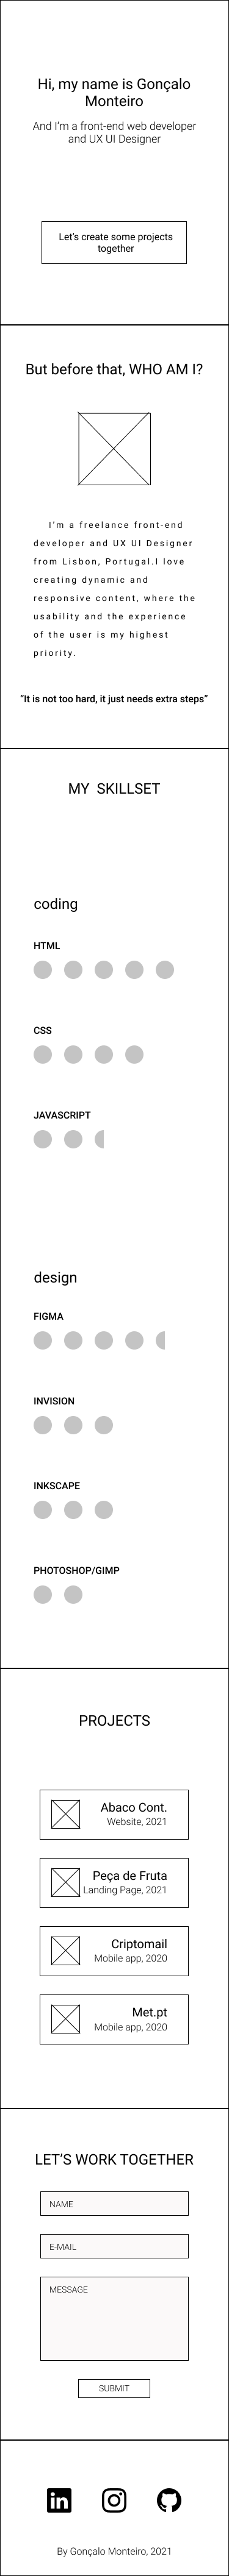 Hi, my name is Gonçalo
Monteiro
And I'm a front-end web developer
and UX UI Designer
Let's create some projects
together
But before that, WHO AM I?
I'm a freelance front-end
developer and UX UI Designer
from Lisbon, Portugal.I love
creating dynamic and
responsive content, where the
usability and the experience
of the user is my highest
priority.
“It is not too hard, it just needs extra steps”
MY SKILLSET
coding
HTML
CSS
JAVASCRIPT
design
FIGMA
INVISION
INKSCAPE
PHOTOSHOP/GIMP
PROJECTS
Abaco Cont.
Website, 2021
Peça de Fruta
Landing Page, 2021
Criptomail
Mobile app, 2020
Met.pt
Mobile app, 2020
LET'S WORK TOGETHER
NAME
E-MAIL
MESSAGE
SUBMIT
in
By Gonçalo Monteiro, 2021